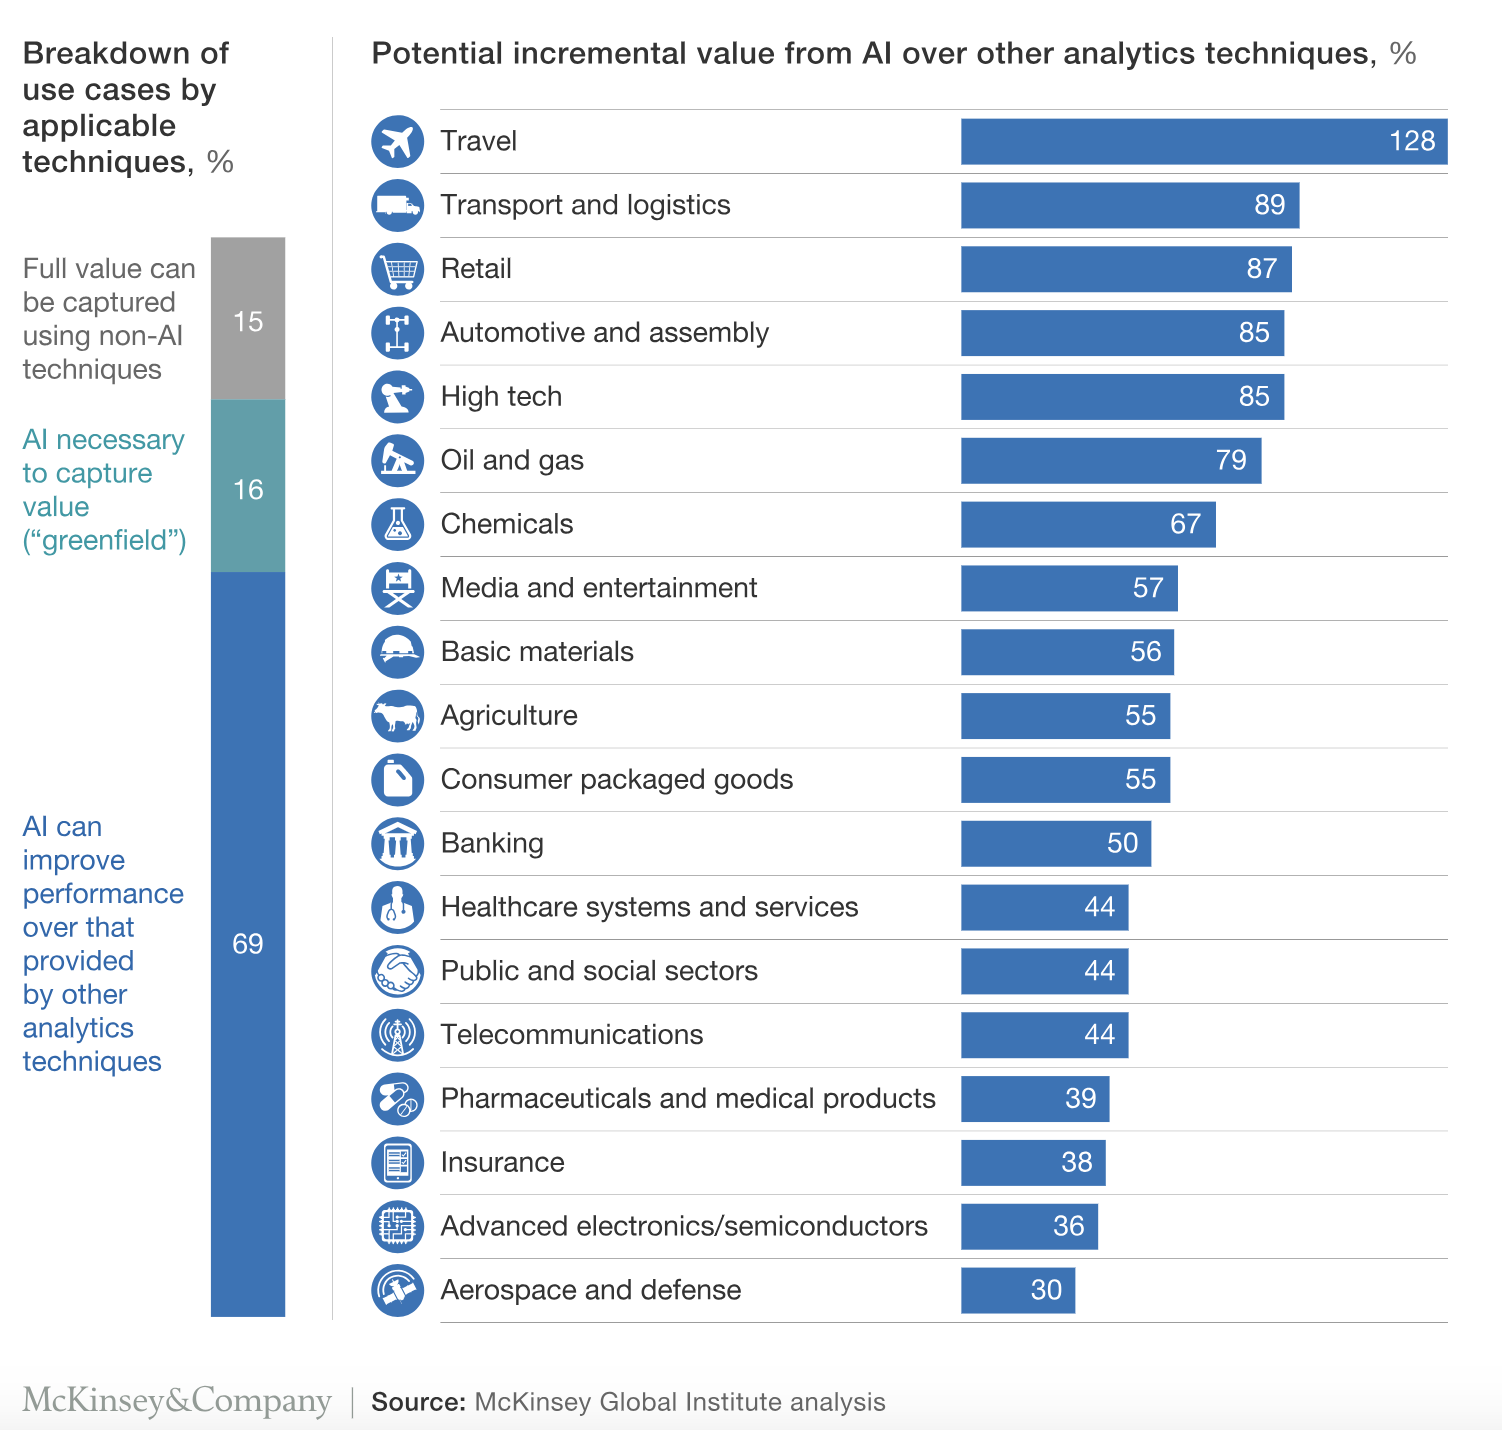 Breakdown of
use cases by
applicable
techniques, %
Full value can
be captured
using non-AI
techniques
15
AI necessary
to capture
value
(“greenfield”)
16
AI can
improve
performance
over that
provided
by other
analytics
techniques
69
Potential incremental value from AI over other analytics techniques, %
Travel 128
Transport and logistics 89
Retail 87
Automotive and assembly 85
High tech 85
Oil and gas 79
Chemicals 67
Media and entertainment 57
Basic materials 56
Agriculture 55
Consumer packaged goods 55
Banking 50
Healthcare systems and services 44
Public and social sectors 44
Telecommunications 44
Pharmaceuticals and medical products 39
Insurance 38
Advanced electronics/semiconductors 36
Aerospace and defense 30
McKinsey&Company | Source: McKinsey Global Institute analysis